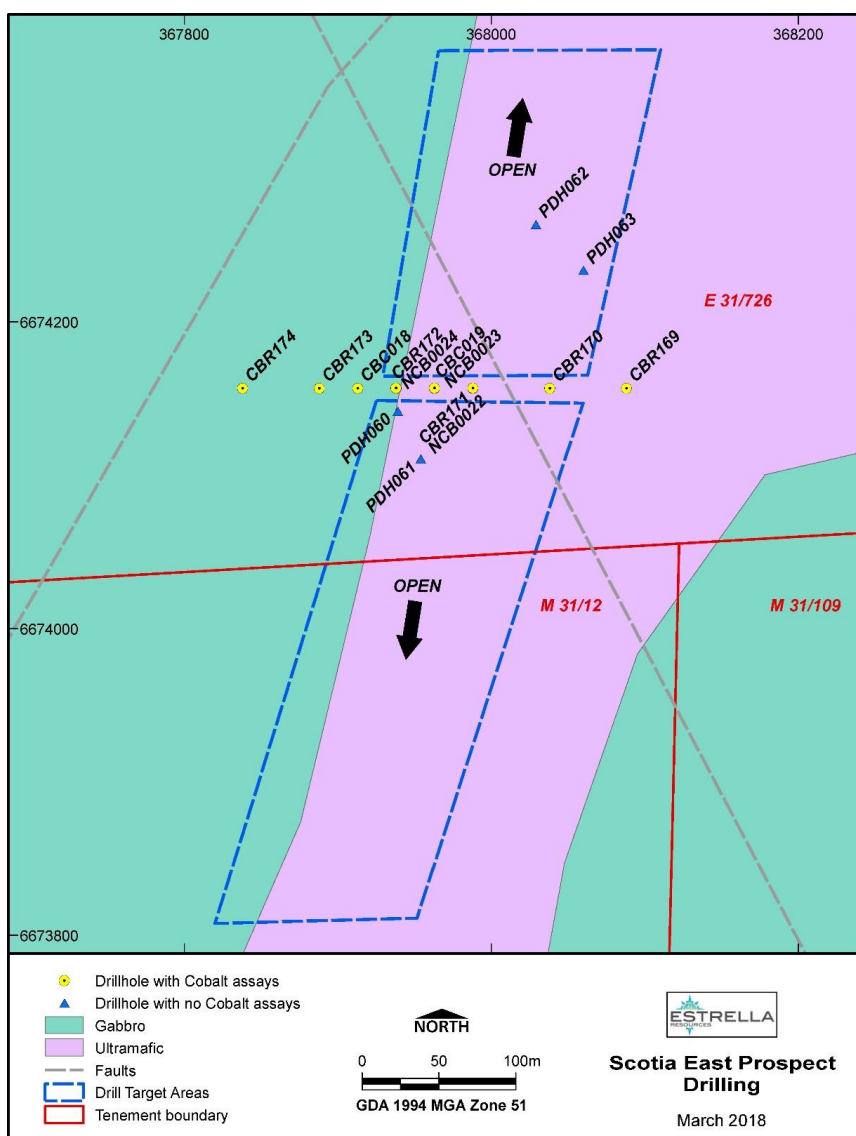 367800
368000
368200
OPEN
PDH062
PDH063
E 31/726
6674200
CBR174
CBR173
CBC018
CBR172
NCB0024
CBC019
NCB0023
CBR170
CBR169
PDH060
CBR171
NCB0022
PDH061
OPEN
M 31/12
M 31/109
6674000
6673800
Drillhole with Cobalt assays
Drillhole with no Cobalt assays
Gabbro
Ultramafic
Faults
Drill Target Areas
Tenement boundary
NORTH
0 50 100m
GDA 1994 MGA Zone 51
ESTRELLA
RESOURCES
Scotia East Prospect
Drilling
March 2018